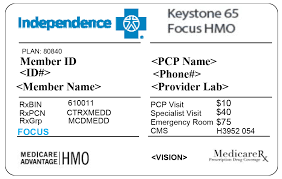 Independence
Keystone 65
Focus HMO
PLAN: 80840
Member ID
<ID#>
<Member Name>
<PCP Name>
<Phone#>
<Provider Lab>
RxBIN 610011
RxPCN CTRXMEDD
RxGrp MCDMEDD
FOCUS
PCP Visit $10
Specialist Visit $40
Emergency Room $75
CMS H3952 054
MEDICARE ADVANTAGE HMO
<VISION>
MedicareRx
Prescription Drug Coverage